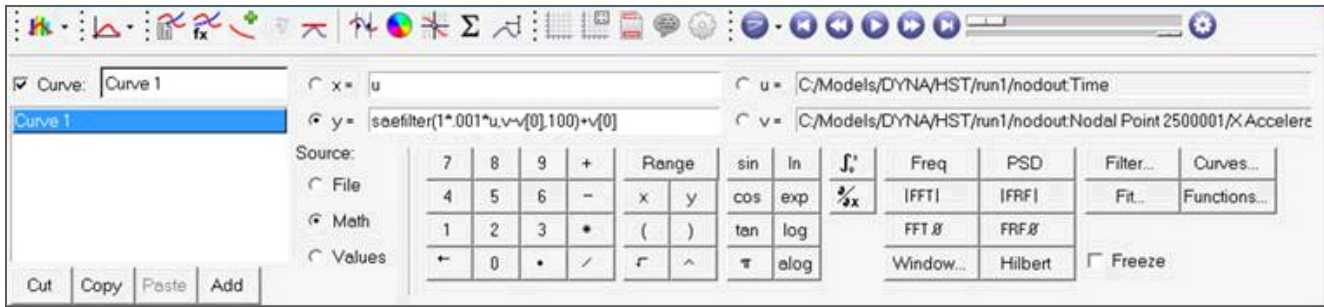 Curve: Curve 1 x = u u = C:/Models/DYNA/HST/run1/nodout:Time
Curve 1 y = saefilter(1*.001*u,v-v[0],100)+v[0] v = C:/Models/DYNA/HST/run1/nodout:Nodal Point 2500001/X Accelera
Source: 7 8 9 + Range sin ln Freq PSD Filter... Curves...
File 4 5 6 - x y cos exp |FFT| |FRF| Fit... Functions...
Math 1 2 3 * ( ) tan log FFT Ø FRF Ø
Values ← 0 . / ^ π alog Window... Hilbert Freeze
Cut Copy Paste Add